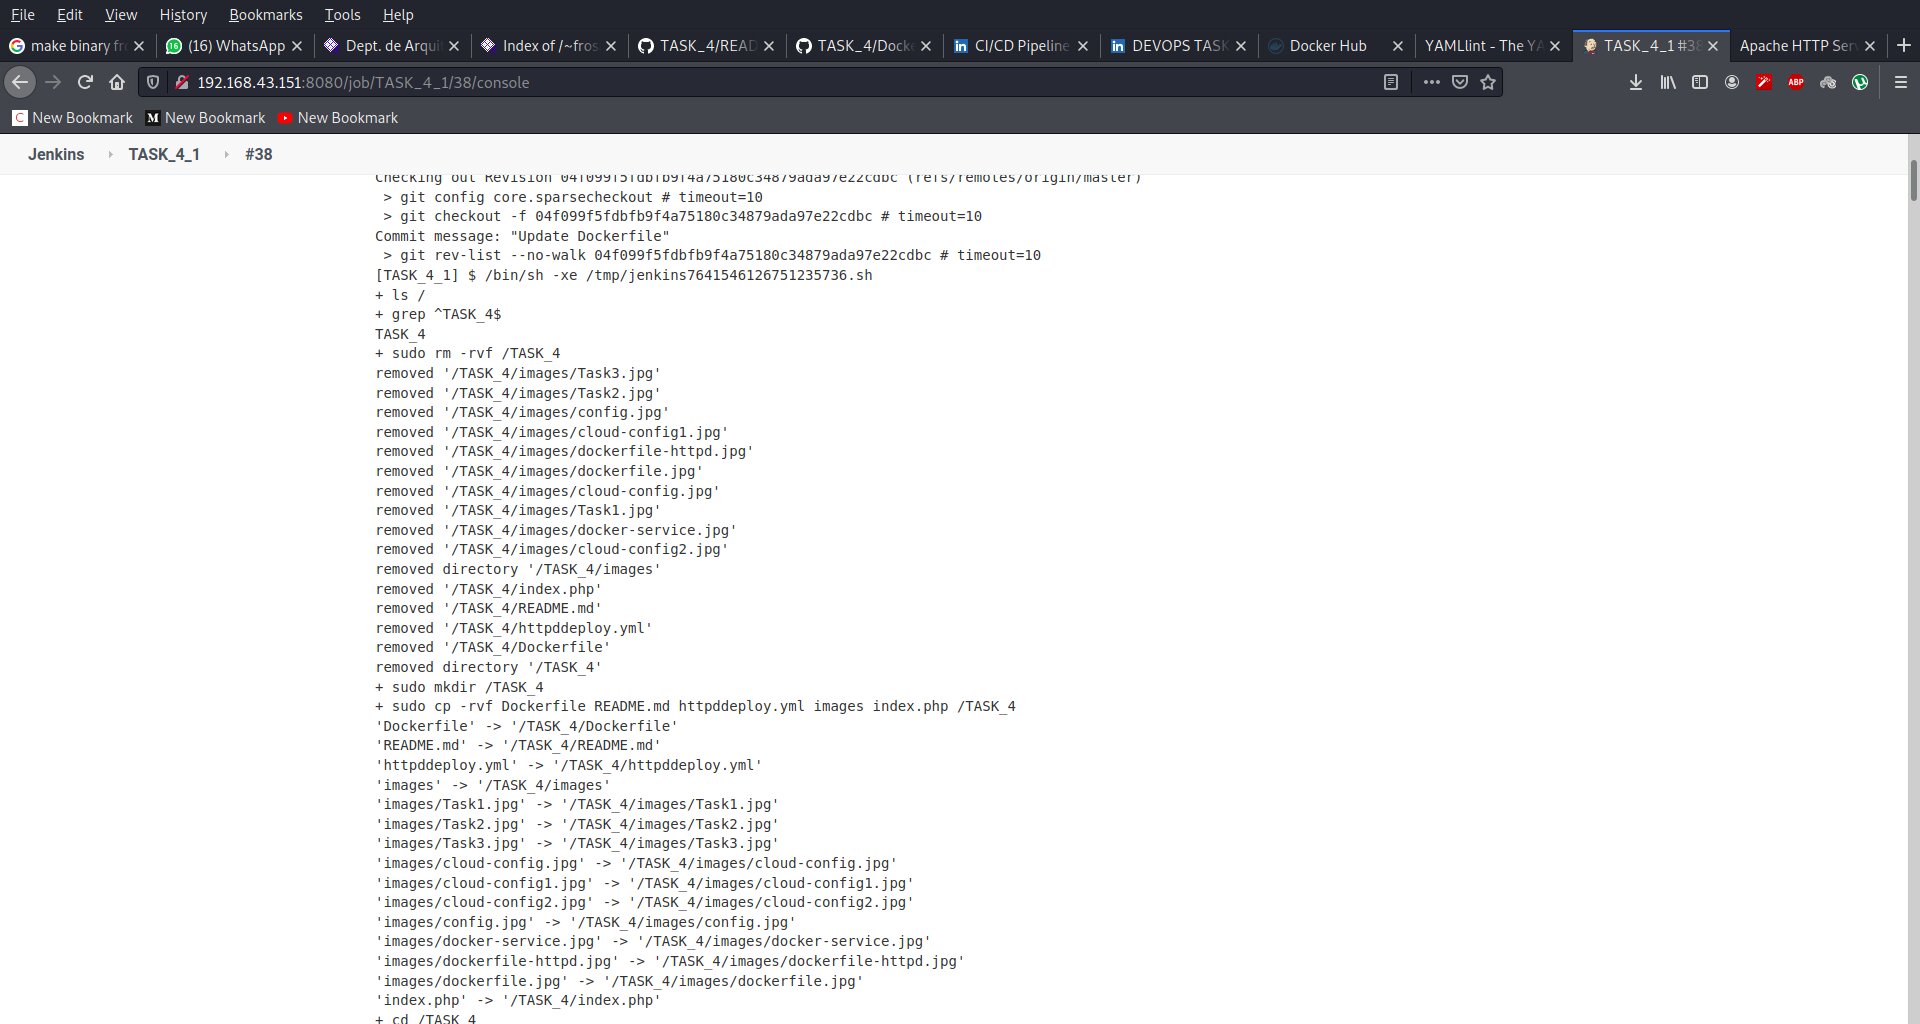 File Edit View History Bookmarks Tools Help
make binary fr (16) WhatsApp Dept. de Arqui Index of /~fros TASK_4/READ TASK_4/Docke CI/CD Pipeline DEVOPS TASK Docker Hub YAMLlint - The YA TASK_4_1 #38 Apache HTTP Serv
192.168.43.151:8080/job/TASK_4_1/38/console ABP
New Bookmark M New Bookmark New Bookmark
Jenkins TASK_4_1 #38
Checking out Revision 04f099f5fdbfb9f4a75180c34879ada97e22cdbc (refs/remotes/origin/master)
> git config core.sparsecheckout # timeout=10
> git checkout -f 04f099f5fdbfb9f4a75180c34879ada97e22cdbc # timeout=10
Commit message: "Update Dockerfile"
> git rev-list --no-walk 04f099f5fdbfb9f4a75180c34879ada97e22cdbc # timeout=10
[TASK_4_1] $ /bin/sh -xe /tmp/jenkins7641546126751235736.sh
+ ls /
+ grep ^TASK_4$
TASK_4
+ sudo rm -rvf /TASK_4
removed '/TASK_4/images/Task3.jpg'
removed '/TASK_4/images/Task2.jpg'
removed '/TASK_4/images/config.jpg'
removed '/TASK_4/images/cloud-config1.jpg'
removed '/TASK_4/images/dockerfile-httpd.jpg'
removed '/TASK_4/images/dockerfile.jpg'
removed '/TASK_4/images/cloud-config.jpg'
removed '/TASK_4/images/Task1.jpg'
removed '/TASK_4/images/docker-service.jpg'
removed '/TASK_4/images/cloud-config2.jpg'
removed directory '/TASK_4/images'
removed '/TASK_4/index.php'
removed '/TASK_4/README.md'
removed '/TASK_4/httpddeploy.yml'
removed '/TASK_4/Dockerfile'
removed directory '/TASK_4'
+ sudo mkdir /TASK_4
+ sudo cp -rvf Dockerfile README.md httpddeploy.yml images index.php /TASK_4
'Dockerfile' -> '/TASK_4/Dockerfile'
'README.md' -> '/TASK_4/README.md'
'httpddeploy.yml' -> '/TASK_4/httpddeploy.yml'
'images' -> '/TASK_4/images'
'images/Task1.jpg' -> '/TASK_4/images/Task1.jpg'
'images/Task2.jpg' -> '/TASK_4/images/Task2.jpg'
'images/Task3.jpg' -> '/TASK_4/images/Task3.jpg'
'images/cloud-config.jpg' -> '/TASK_4/images/cloud-config.jpg'
'images/cloud-config1.jpg' -> '/TASK_4/images/cloud-config1.jpg'
'images/cloud-config2.jpg' -> '/TASK_4/images/cloud-config2.jpg'
'images/config.jpg' -> '/TASK_4/images/config.jpg'
'images/docker-service.jpg' -> '/TASK_4/images/docker-service.jpg'
'images/dockerfile-httpd.jpg' -> '/TASK_4/images/dockerfile-httpd.jpg'
'images/dockerfile.jpg' -> '/TASK_4/images/dockerfile.jpg'
'index.php' -> '/TASK_4/index.php'
+ cd /TASK_4